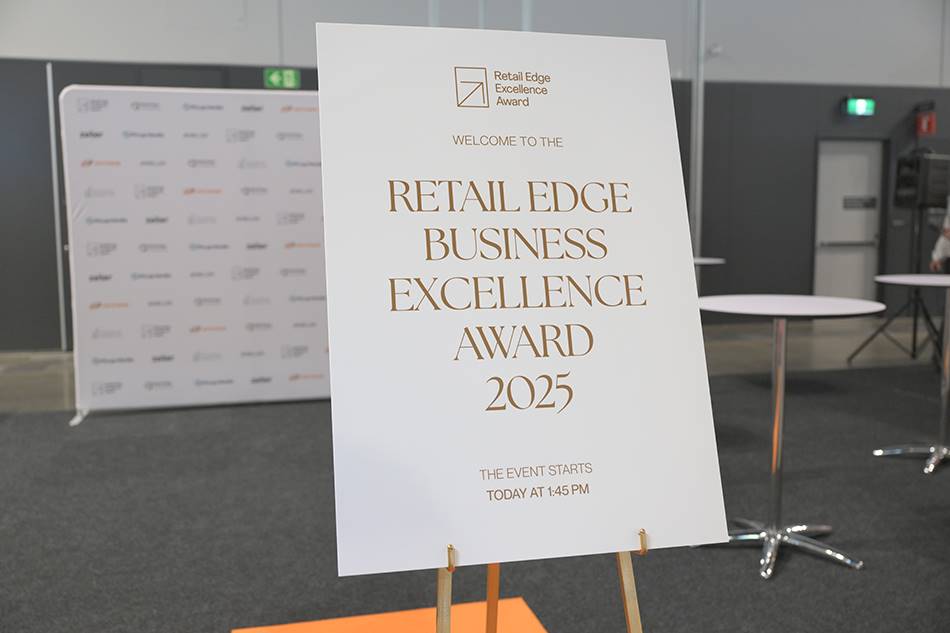 Retail Edge
Excellence
Award
WELCOME TO THE
RETAIL EDGE
BUSINESS
EXCELLENCE
AWARD
2025
THE EVENT STARTS
TODAY AT 1:45 PM